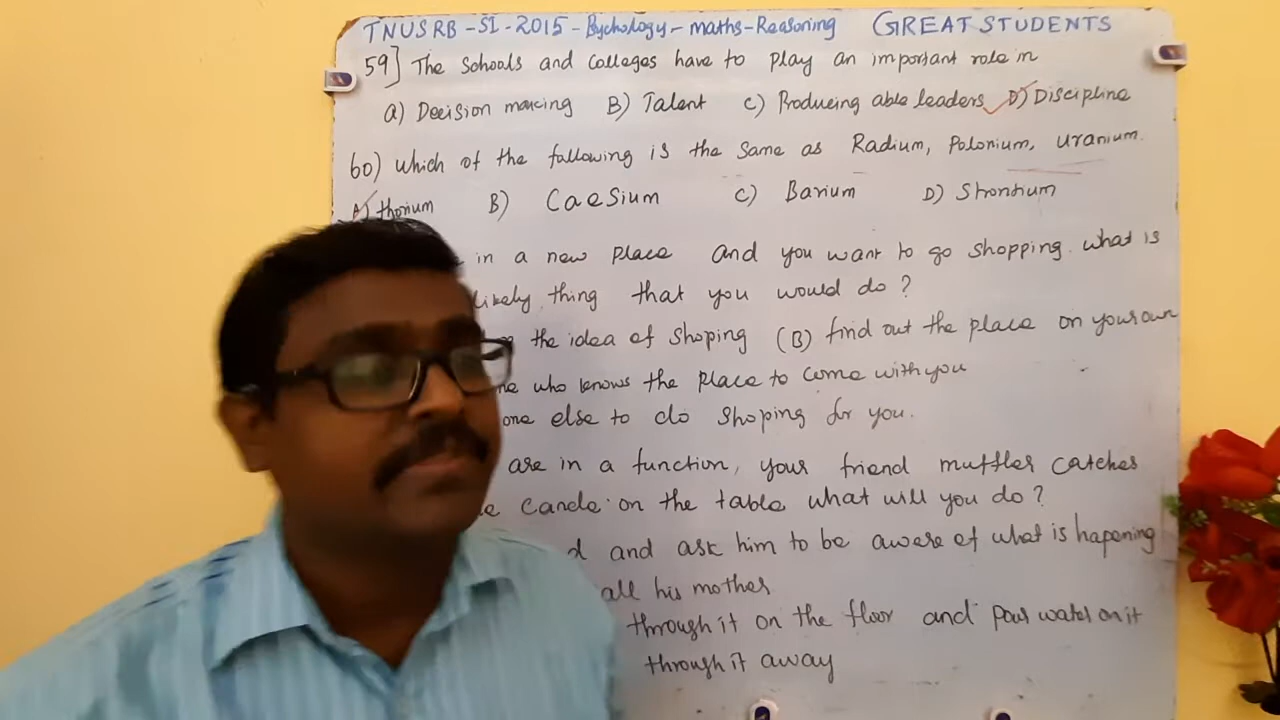 TNUSRB-SI-2015-Pychology-maths-Reasoning GREAT STUDENTS
59] The Schools and Colleges have to play an important role in
a) Decision making B) Talent C) Producing able leaders D) Discipline
60) Which of the following is the same as Radium, Polonium, Uranium.
A) thorium B) Caesium C) Barium D) Strontium
in a new place and you want to go shopping. what is
likely thing that you would do?
the idea of shoping (B) find out the place on your own
who knows the place to come with you
one else to do shoping for you.
are in a function, your friend muffler catches
Candle on the table what will you do?
and ask him to be aware of what is hapening
all his mother
through it on the floor and pour water on it
through it away